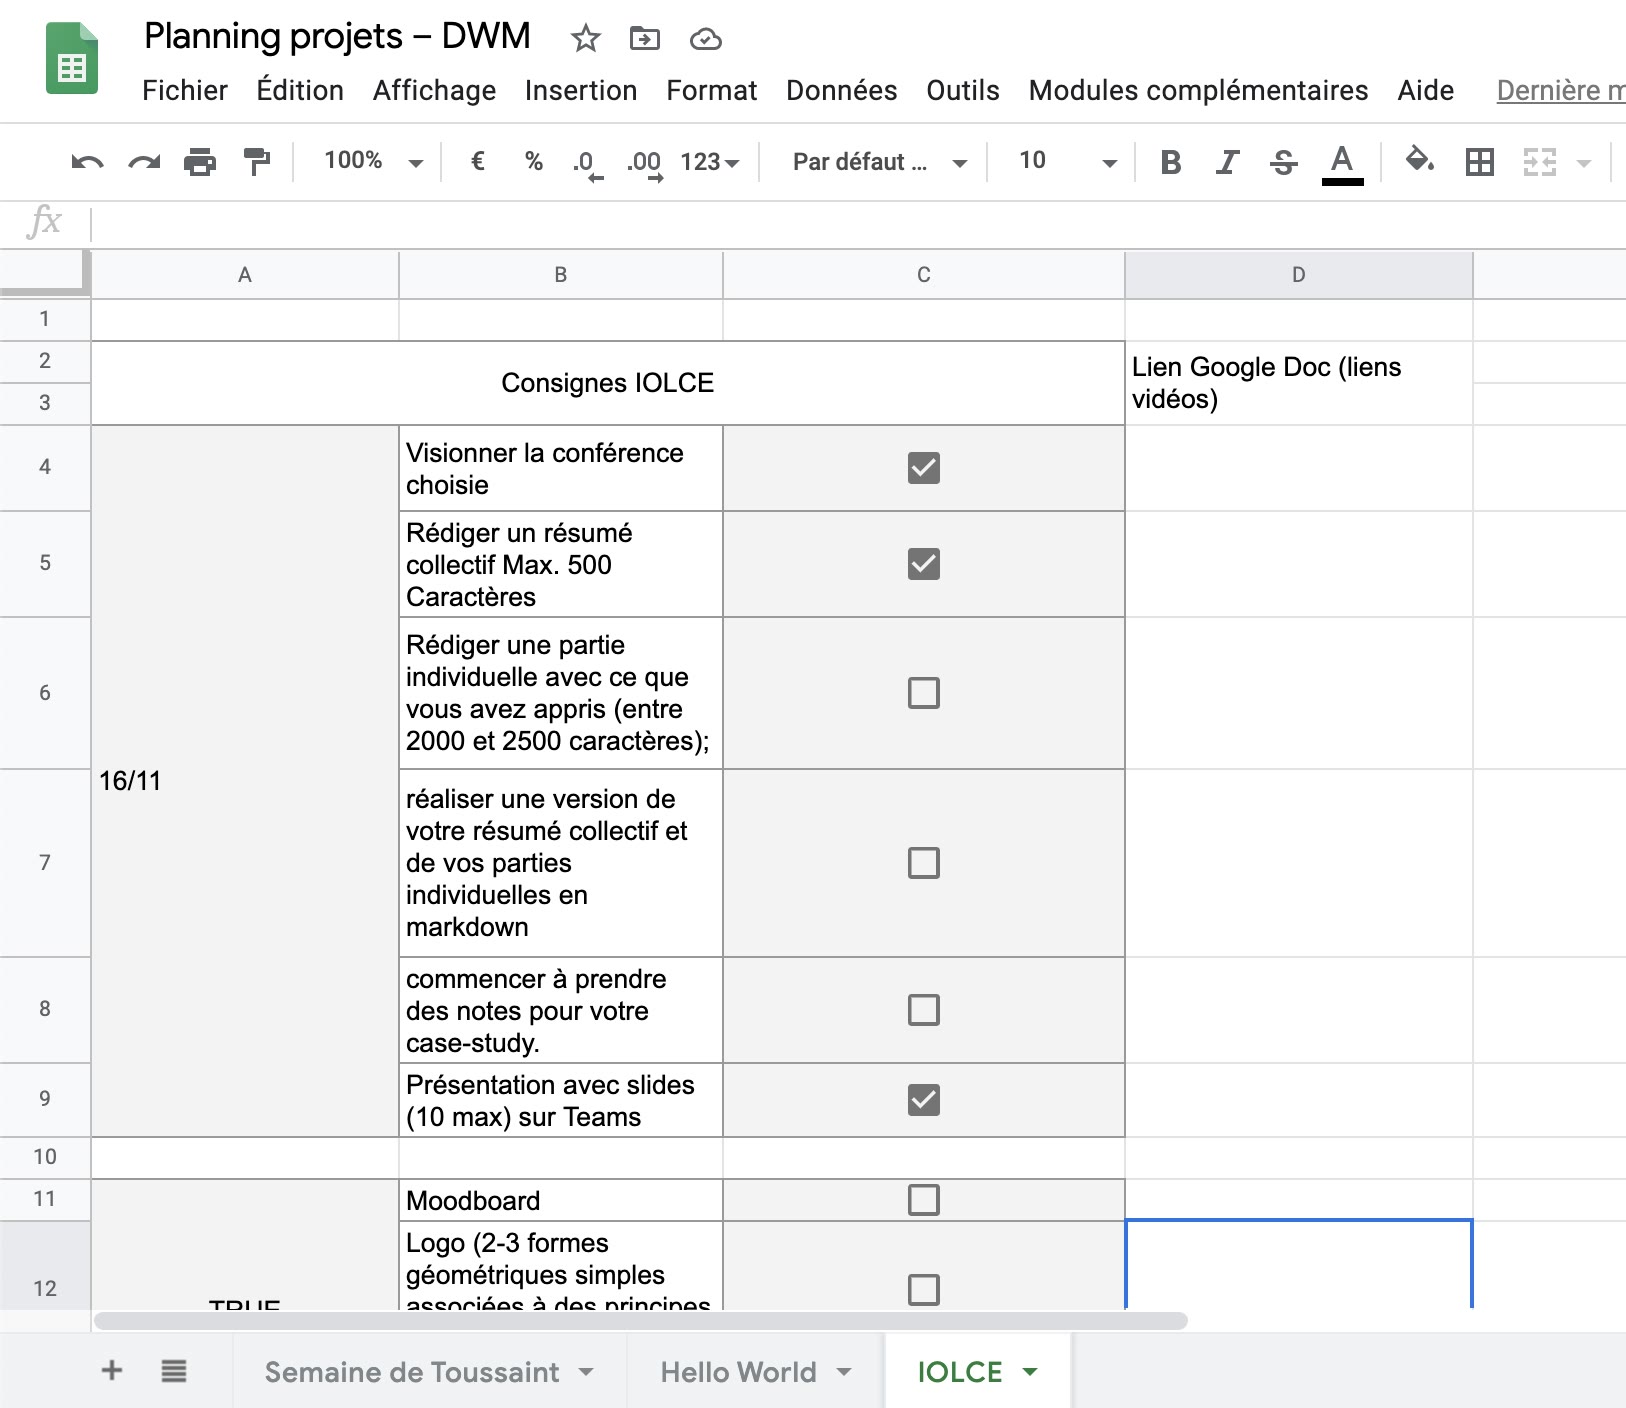 Planning projets – DWM
Fichier Édition Affichage Insertion Format Données Outils Modules complémentaires Aide Dernière m
100% € % .0 .00 123 Par défaut ... 10 B I S A
fx
A B C D
1
2
3
Consignes IOLCE
Lien Google Doc (liens
vidéos)
16/11
4
Visionner la conférence
choisie
5
Rédiger un résumé
collectif Max. 500
Caractères
6
Rédiger une partie
individuelle avec ce que
vous avez appris (entre
2000 et 2500 caractères);
7
réaliser une version de
votre résumé collectif et
de vos parties
individuelles en
markdown
8
commencer à prendre
des notes pour votre
case-study.
9
Présentation avec slides
(10 max) sur Teams
10
11
Moodboard
12
TRUE
Logo (2-3 formes
géométriques simples
associées à des principes
Semaine de Toussaint Hello World IOLCE